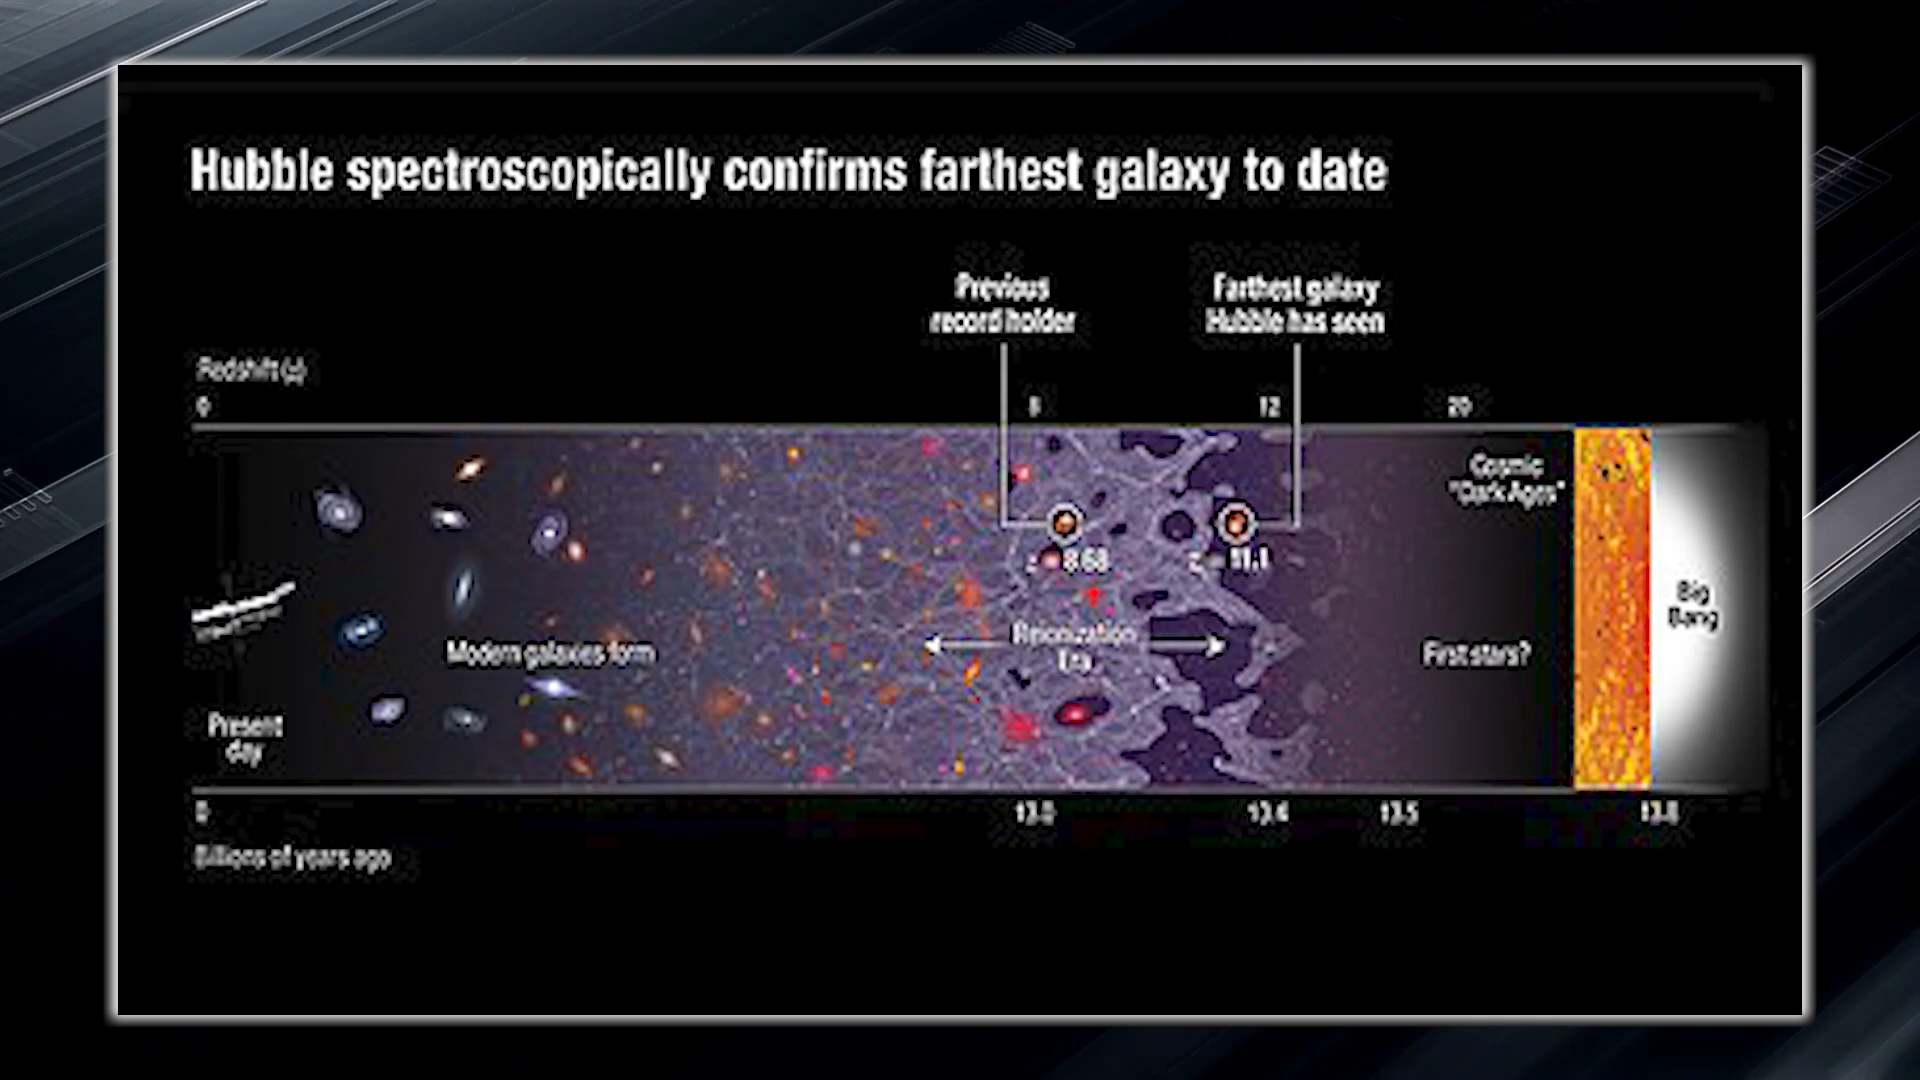 Hubble spectroscopically confirms farthest galaxy to date
Previous
record holder
Farthest galaxy
Hubble has seen
Redshift (z)
0
8
12
20
Cosmic
"Dark Ages"
z = 8.68
z = 11.1
Big
Bang
Reionization
Era
Modern galaxies form
First stars?
Present
day
0
13.0
13.4
13.5
13.8
Billions of years ago